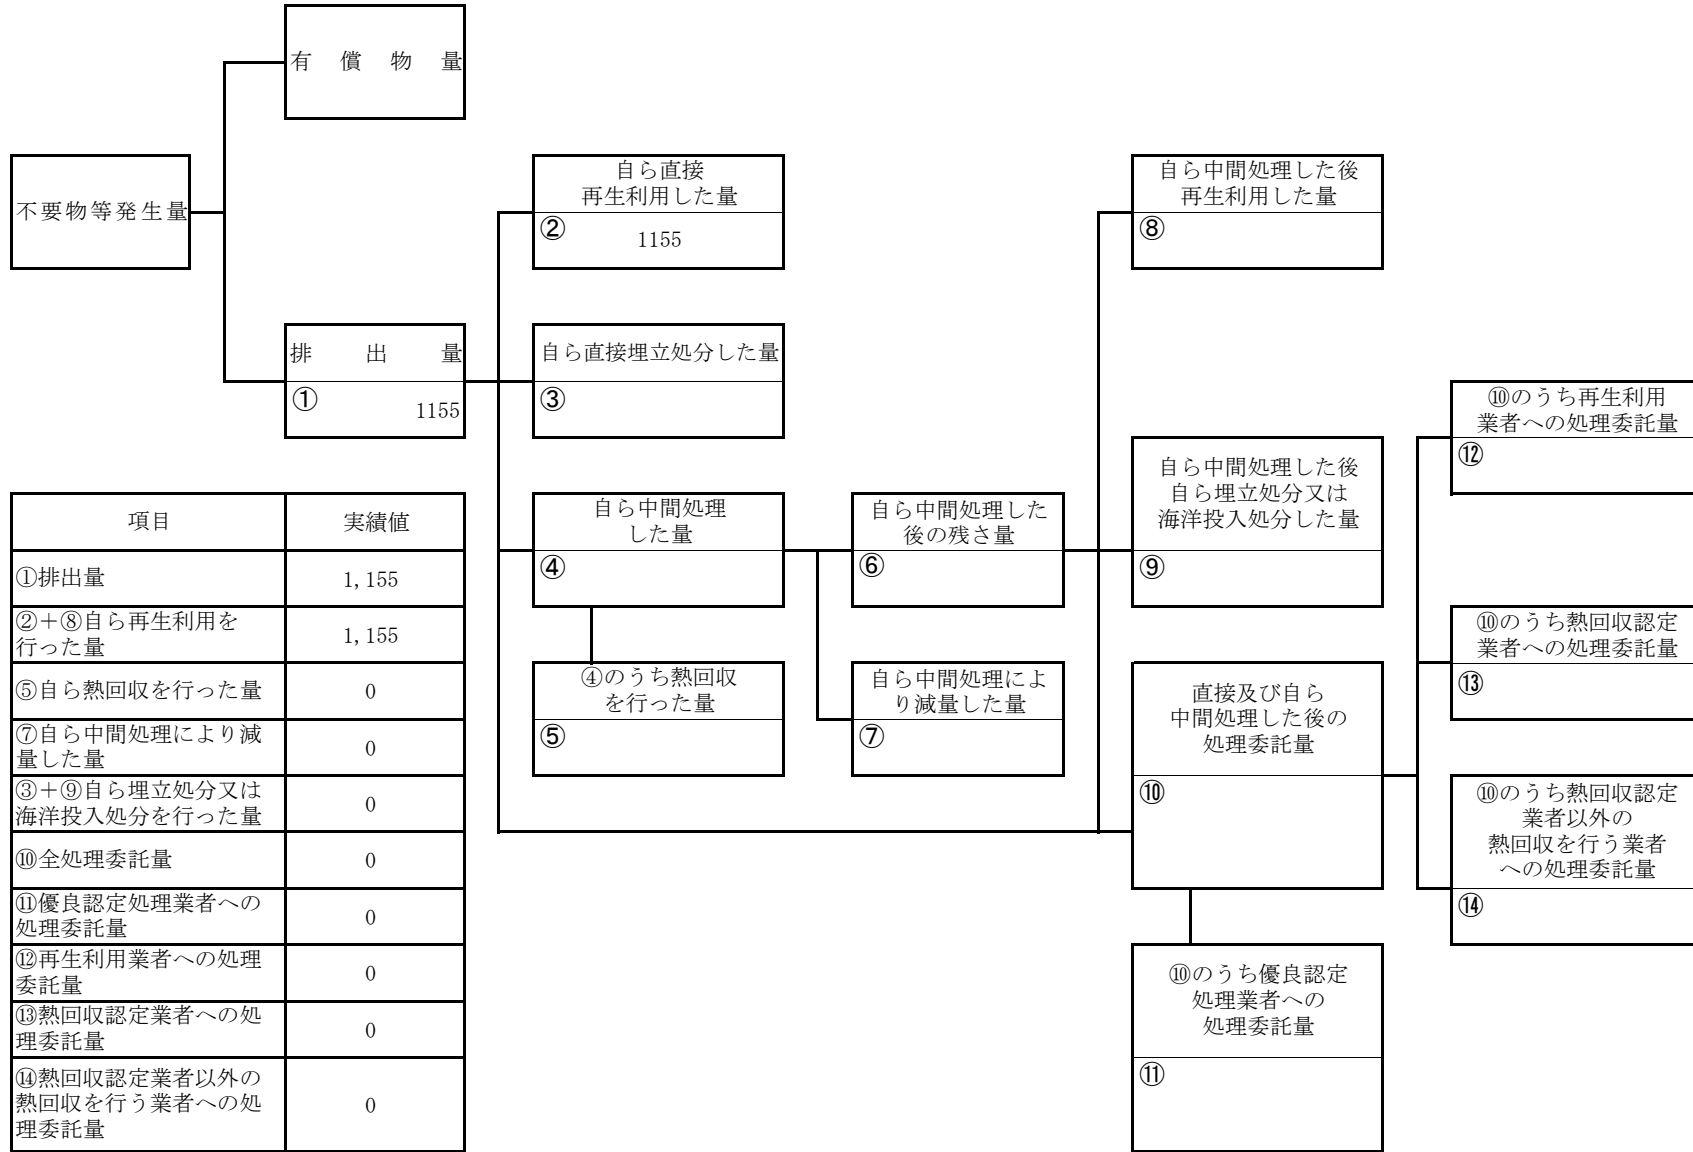 有償物量
不要物等発生量
排出量
①
1155
自ら直接
再生利用した量
②
1155
自ら直接埋立処分した量
③
自ら中間処理
した量
④
④のうち熱回収
を行った量
⑤
自ら中間処理した
後の残さ量
⑥
自ら中間処理によ
り減量した量
⑦
自ら中間処理した後
再生利用した量
⑧
自ら中間処理した後
自ら埋立処分又は
海洋投入処分した量
⑨
直接及び自ら
中間処理した後の
処理委託量
⑩
⑩のうち優良認定
処理業者への
処理委託量
⑪
⑩のうち再生利用
業者への処理委託量
⑫
⑩のうち熱回収認定
業者への処理委託量
⑬
⑩のうち熱回収認定
業者以外の
熱回収を行う業者
への処理委託量
⑭
項目 実績値
①排出量 1,155
②＋⑧自ら再生利用を
行った量 1,155
⑤自ら熱回収を行った量 0
⑦自ら中間処理により減
量した量 0
③＋⑨自ら埋立処分又は
海洋投入処分を行った量 0
⑩全処理委託量 0
⑪優良認定処理業者への
処理委託量 0
⑫再生利用業者への処理
委託量 0
⑬熱回収認定業者への処
理委託量 0
⑭熱回収認定業者以外の
熱回収を行う業者への処
理委託量 0